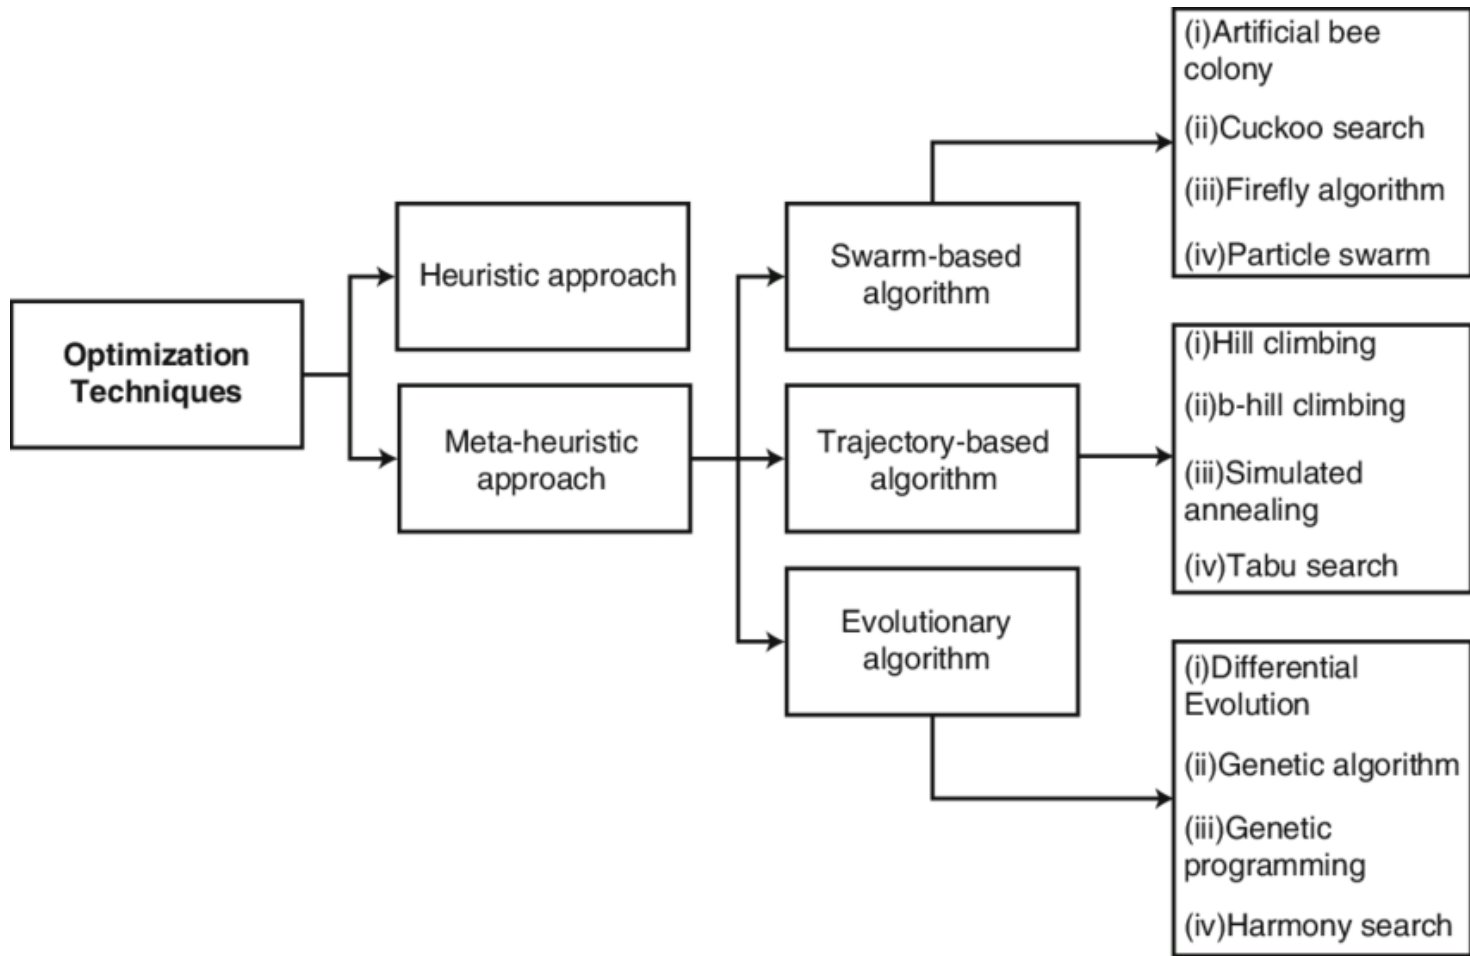 Optimization
Techniques
Heuristic approach
Meta-heuristic
approach
Swarm-based
algorithm
Trajectory-based
algorithm
Evolutionary
algorithm
(i)Artificial bee
colony
(ii)Cuckoo search
(iii)Firefly algorithm
(iv)Particle swarm
(i)Hill climbing
(ii)b-hill climbing
(iii)Simulated
annealing
(iv)Tabu search
(i)Differential
Evolution
(ii)Genetic algorithm
(iii)Genetic
programming
(iv)Harmony search